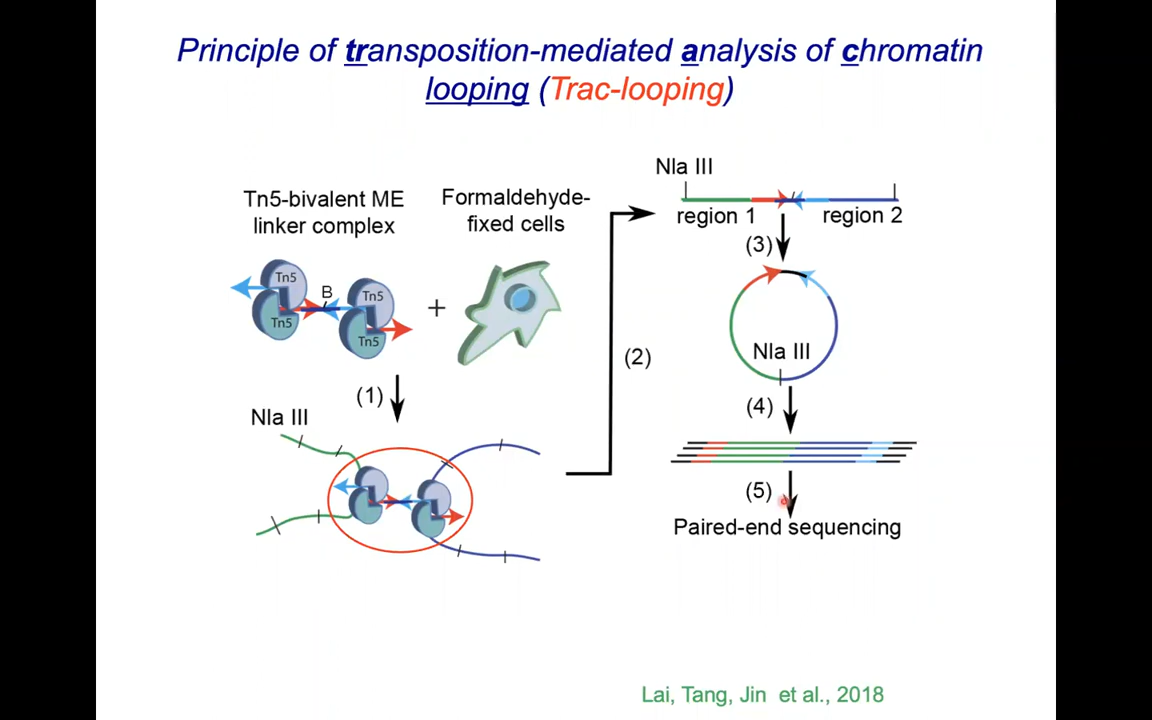 Principle of transposition-mediated analysis of chromatin
looping (Trac-looping)
Tn5-bivalent ME
linker complex
Formaldehyde-
fixed cells
Tn5
Tn5
B
Tn5
Tn5
+
(1)
Nla III
(2)
Nla III
region 1
region 2
(3)
Nla III
(4)
(5)
Paired-end sequencing
Lai, Tang, Jin et al., 2018